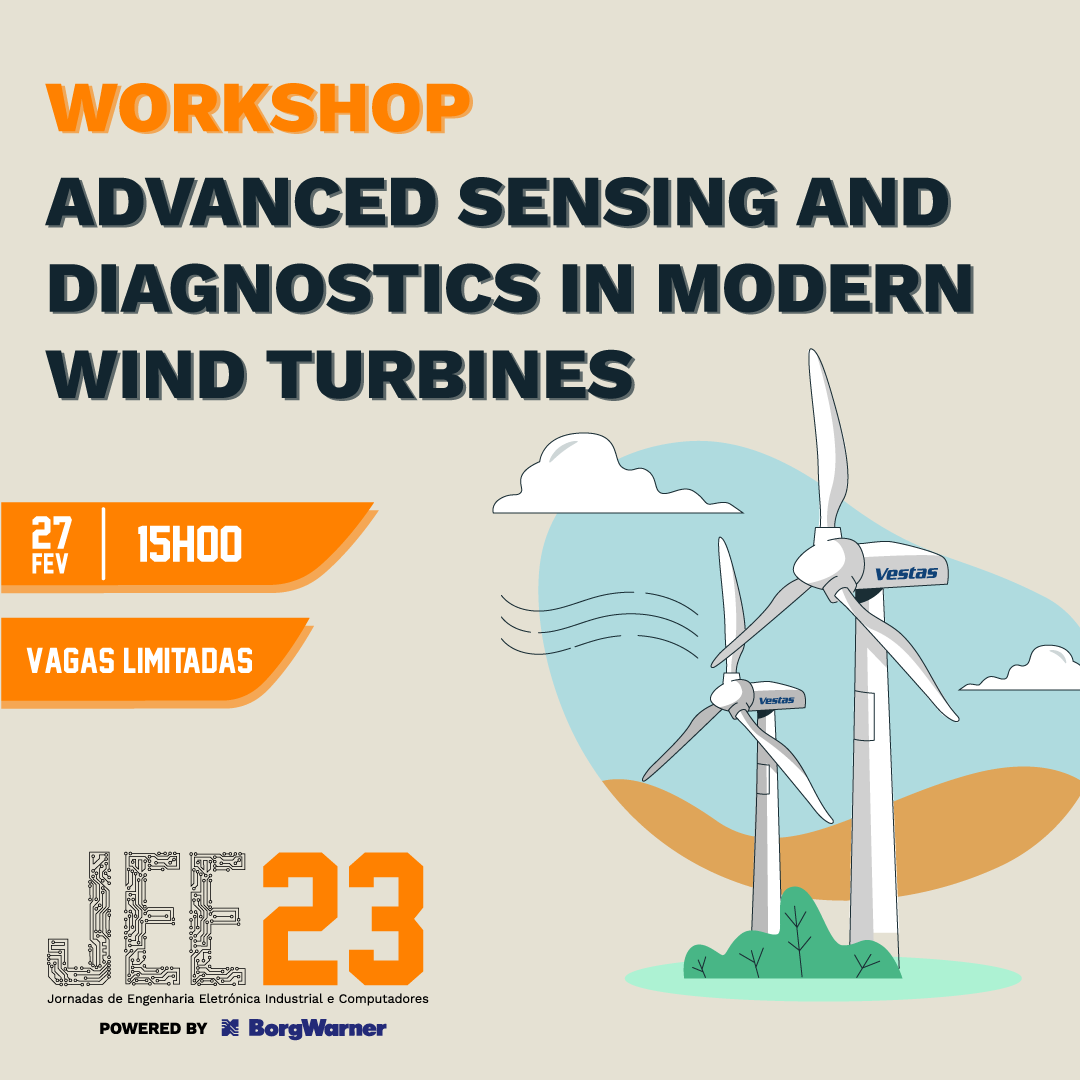 WORKSHOP
ADVANCED SENSING AND
DIAGNOSTICS IN MODERN
WIND TURBINES
27
FEV
15H00
VAGAS LIMITADAS
Vestas
Vestas
JEE23
Jornadas de Engenharia Eletrónica Industrial e Computadores
POWERED BY BorgWarner